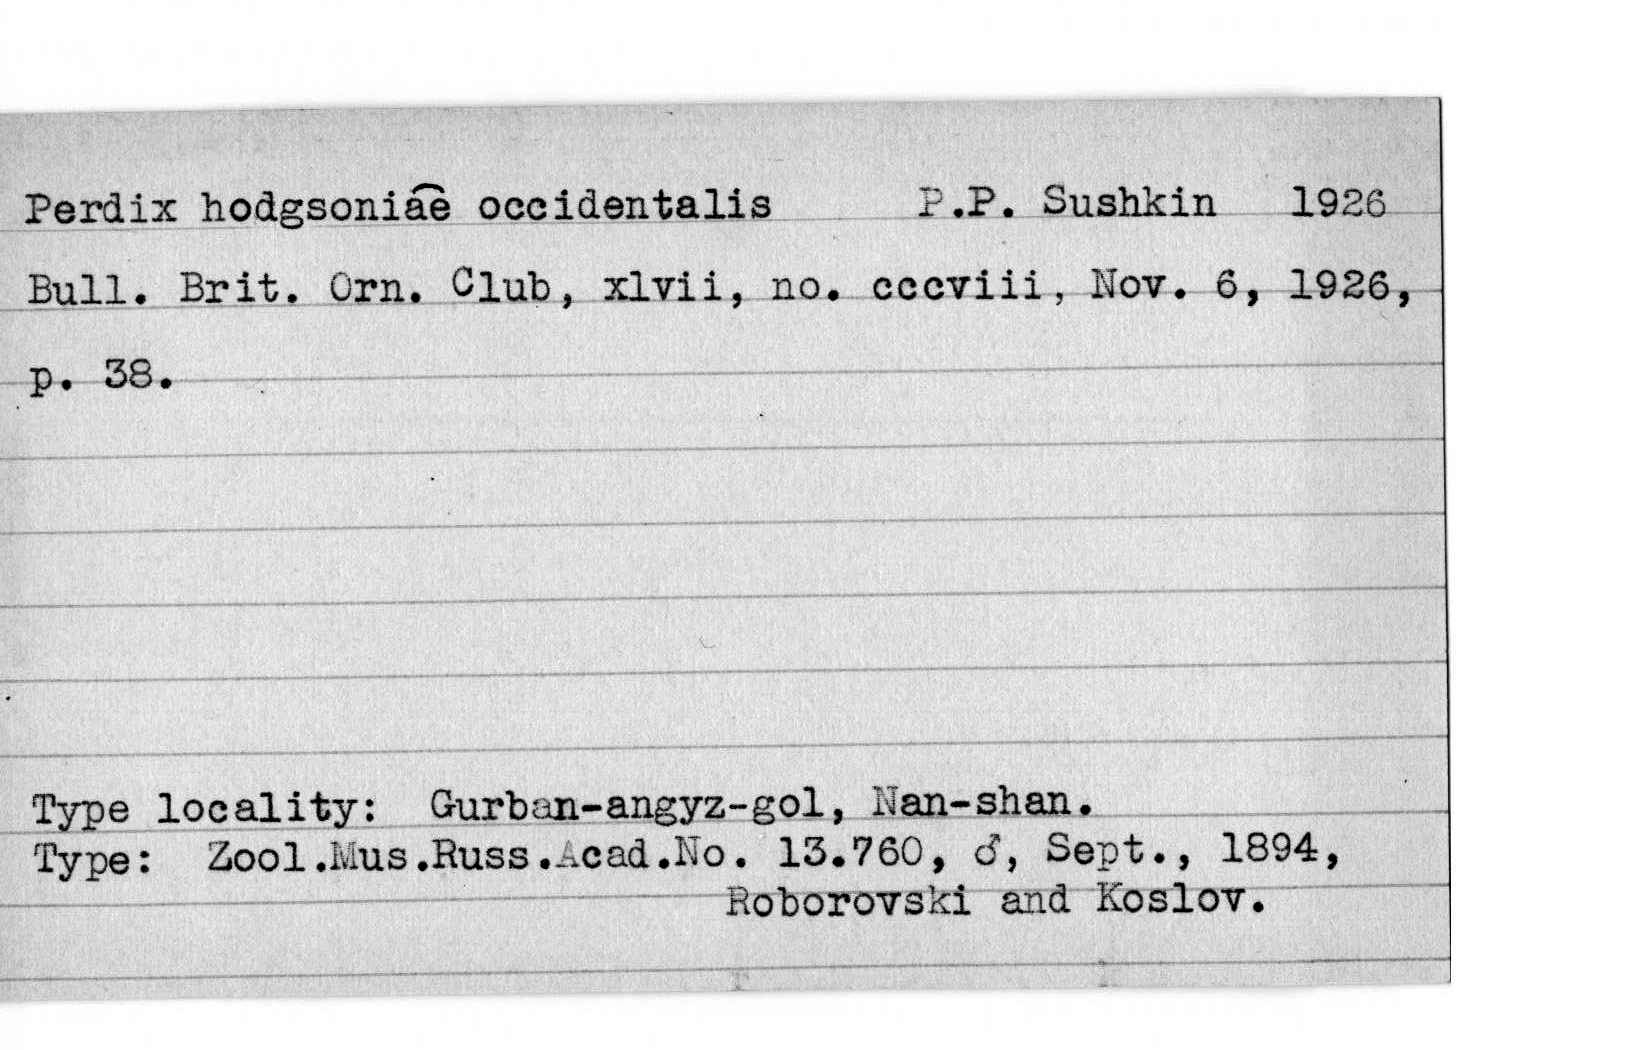 Perdix hodgsoniæ occidentalis P.P. Sushkin 1926
Bull. Brit. Orn. Club, xlvii, no. cccviii, Nov. 6, 1926,
p. 38.
Type locality: Gurban-angyz-gol, Nan-shan.
Type: Zool.Mus.Russ.Acad.No. 13.760, ♂, Sept., 1894,
Roborovski and Koslov.